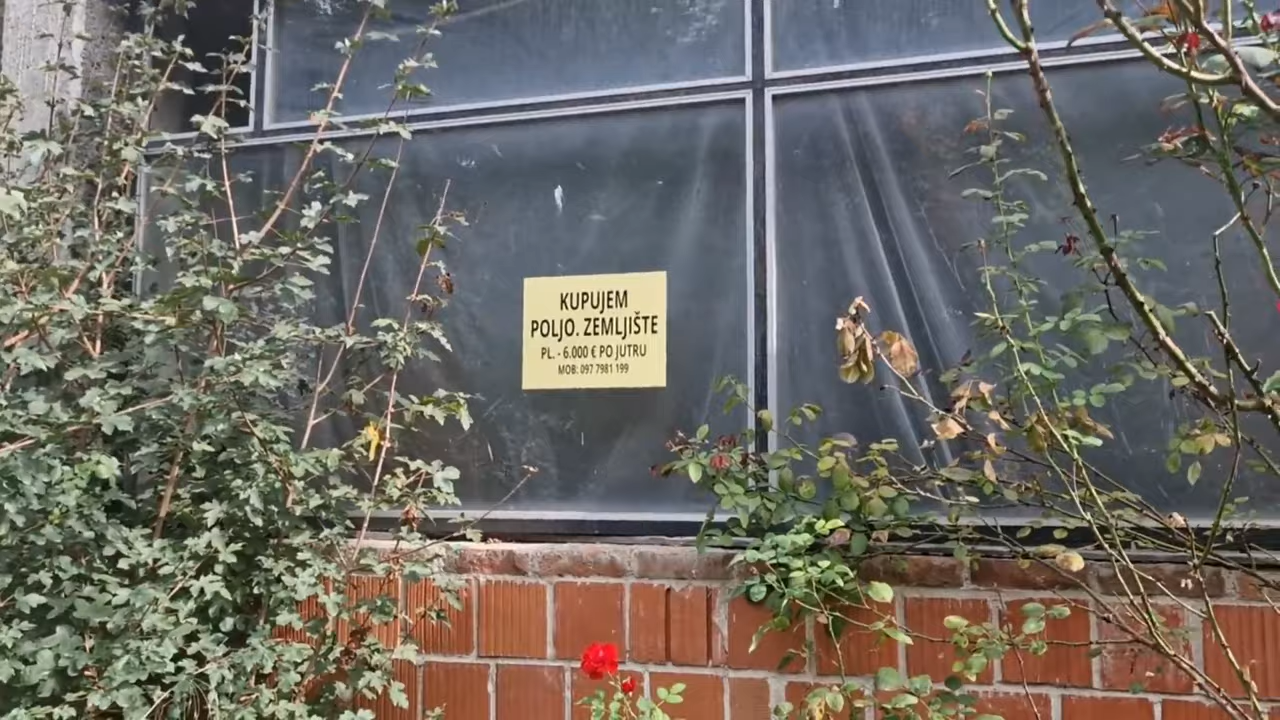 KUPUJEM
POLJO. ZEMLJIŠTE
PL. - 6.000 € PO JUTRU
MOB: 097 7981 199